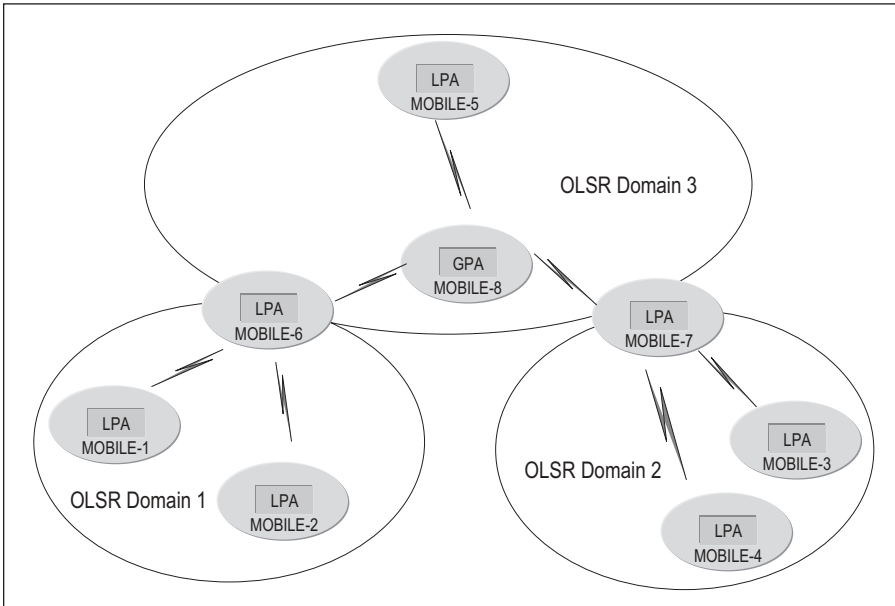 LPA
MOBILE-5
OLSR Domain 3
GPA
MOBILE-8
LPA
MOBILE-6
LPA
MOBILE-7
LPA
MOBILE-1
LPA
MOBILE-3
OLSR Domain 2
OLSR Domain 1
LPA
MOBILE-2
LPA
MOBILE-4